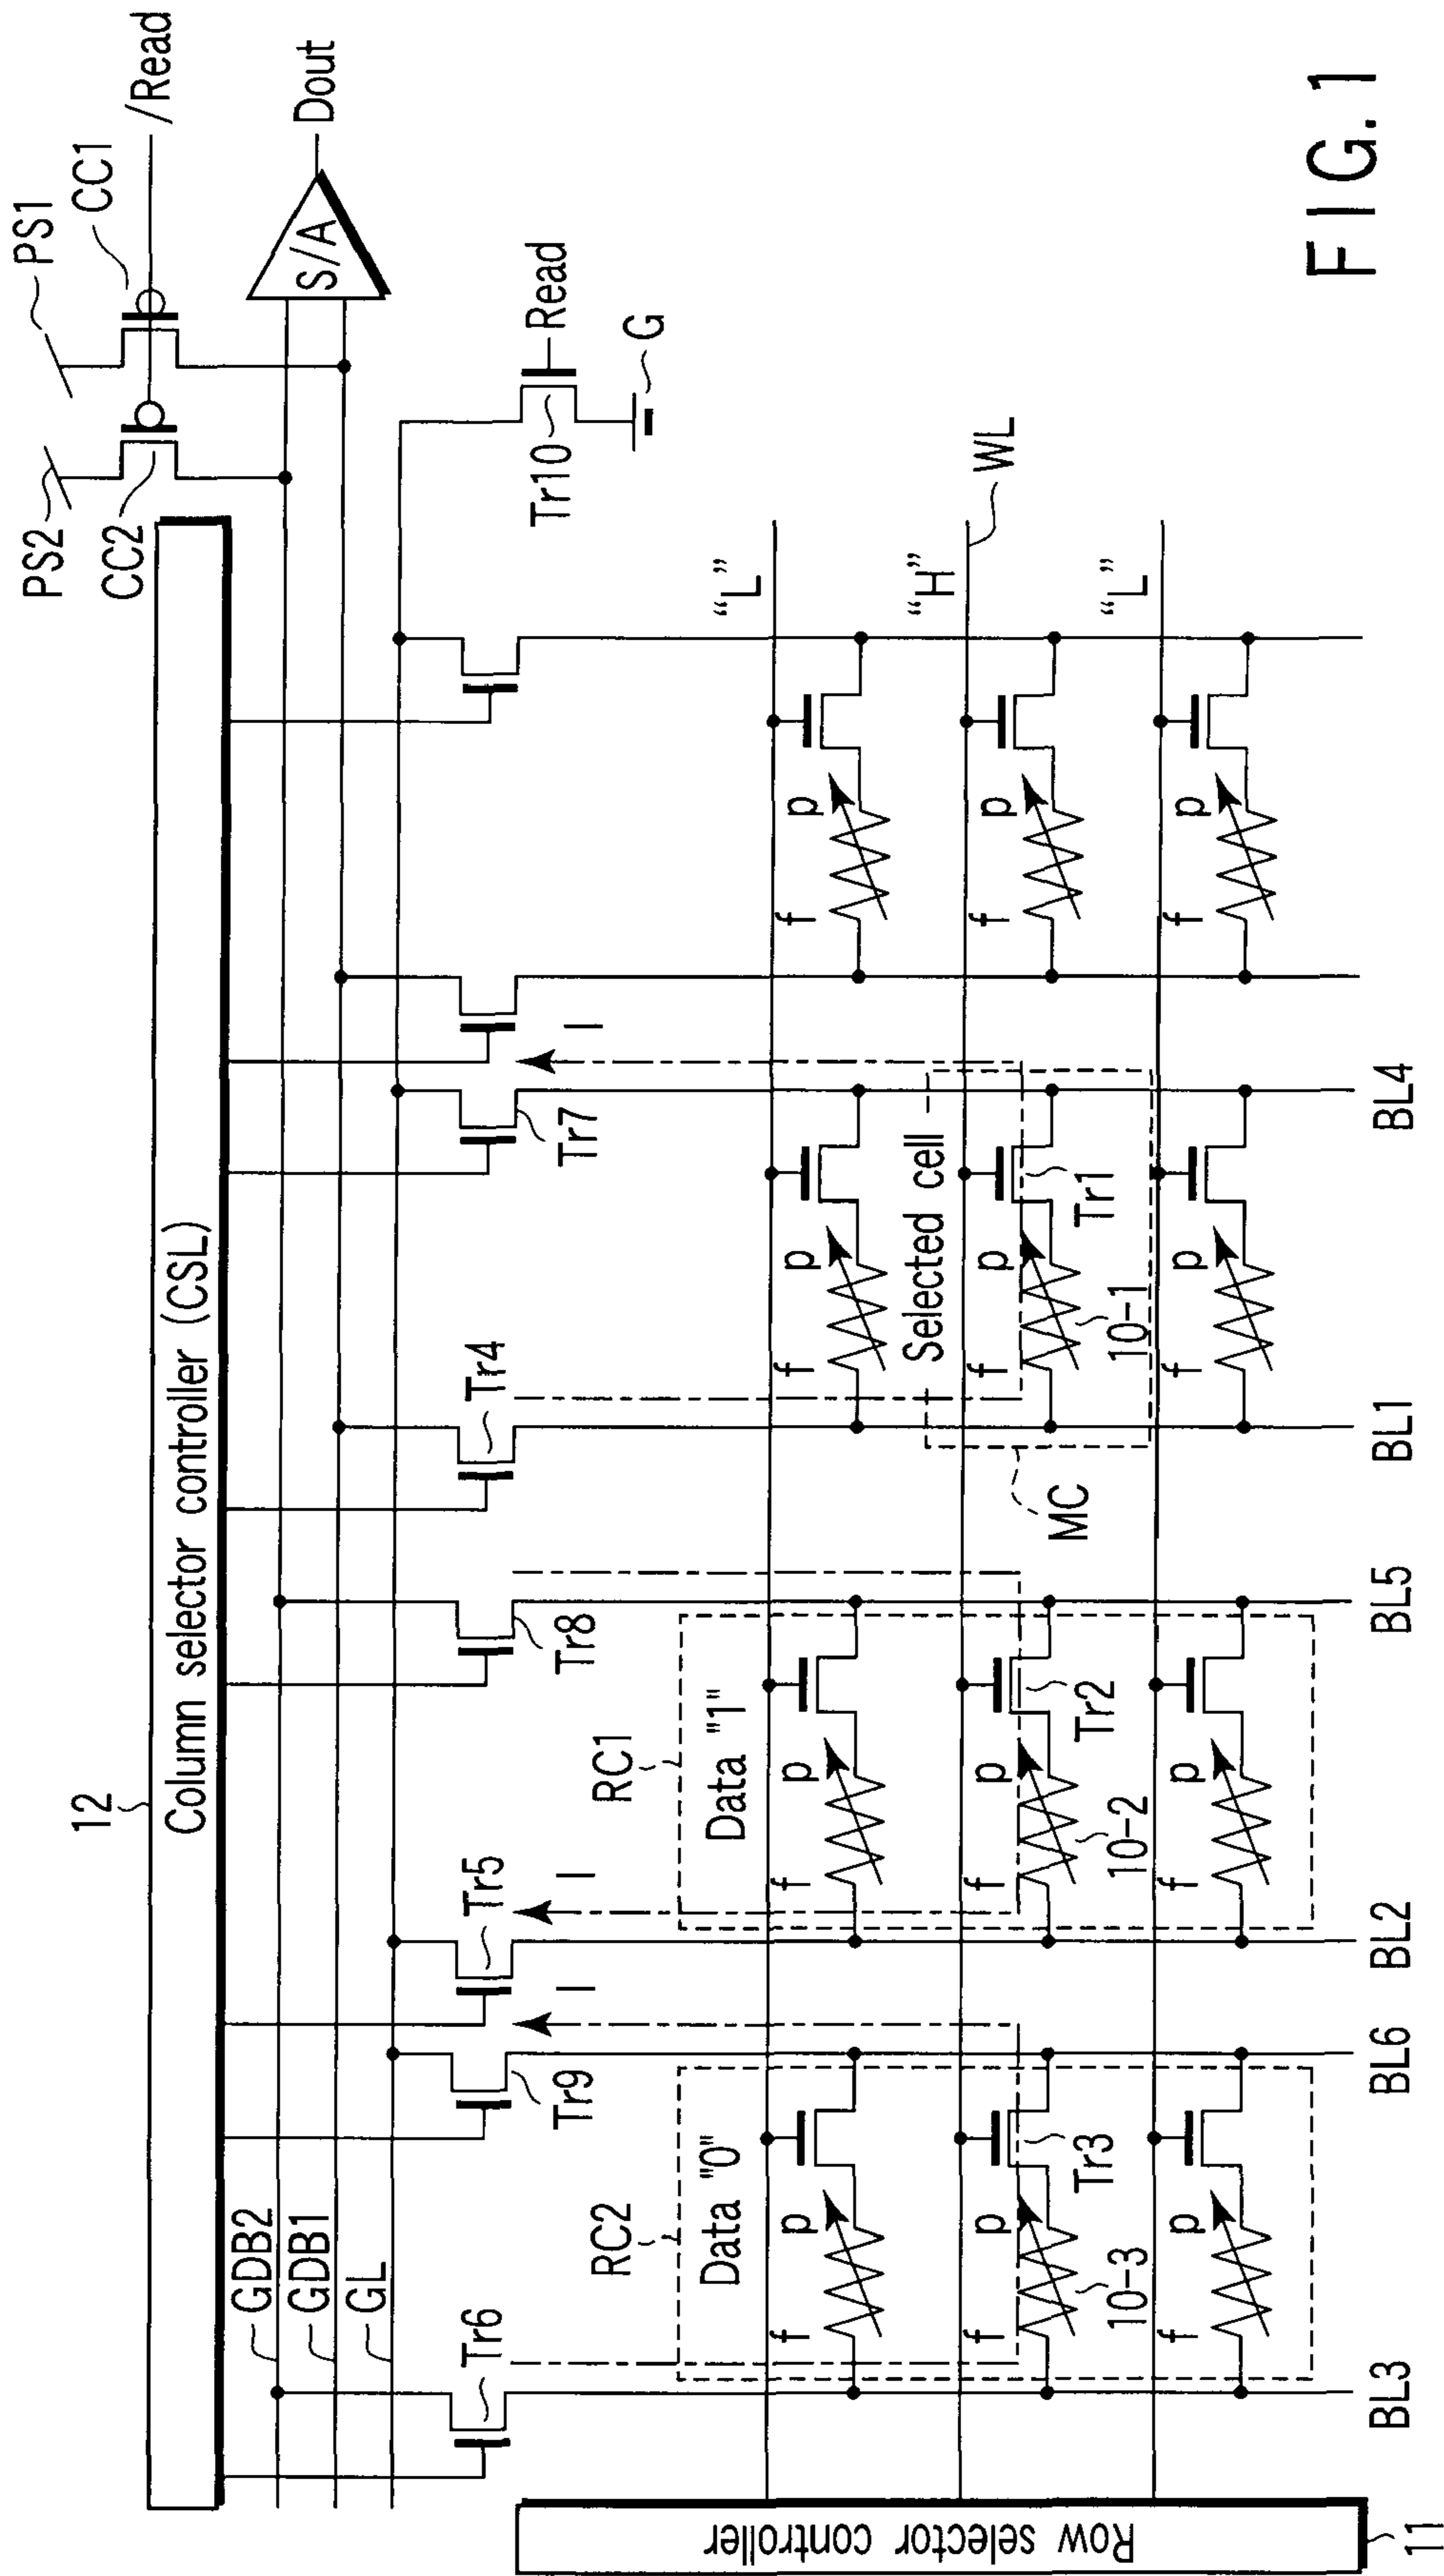 12
Column selector controller (CSL)
PS2
PS1
CC2
CC1
/Read
GDB2
GDB1
GL
S/A
Dout
Tr6
Tr9
Tr5
Tr8
Tr4
Tr7
Tr10
Read
G
I
I
I
RC2
RC1
Data "0"
Data "1"
Selected cell
"L"
f
p
f
p
f
p
f
p
"H"
WL
f
p
f
p
f
p
f
p
10-3
Tr3
10-2
Tr2
MC
10-1
Tr1
"L"
f
p
f
p
f
p
f
p
Row selector controller
11
BL3
BL6
BL2
BL5
BL1
BL4
FIG. 1